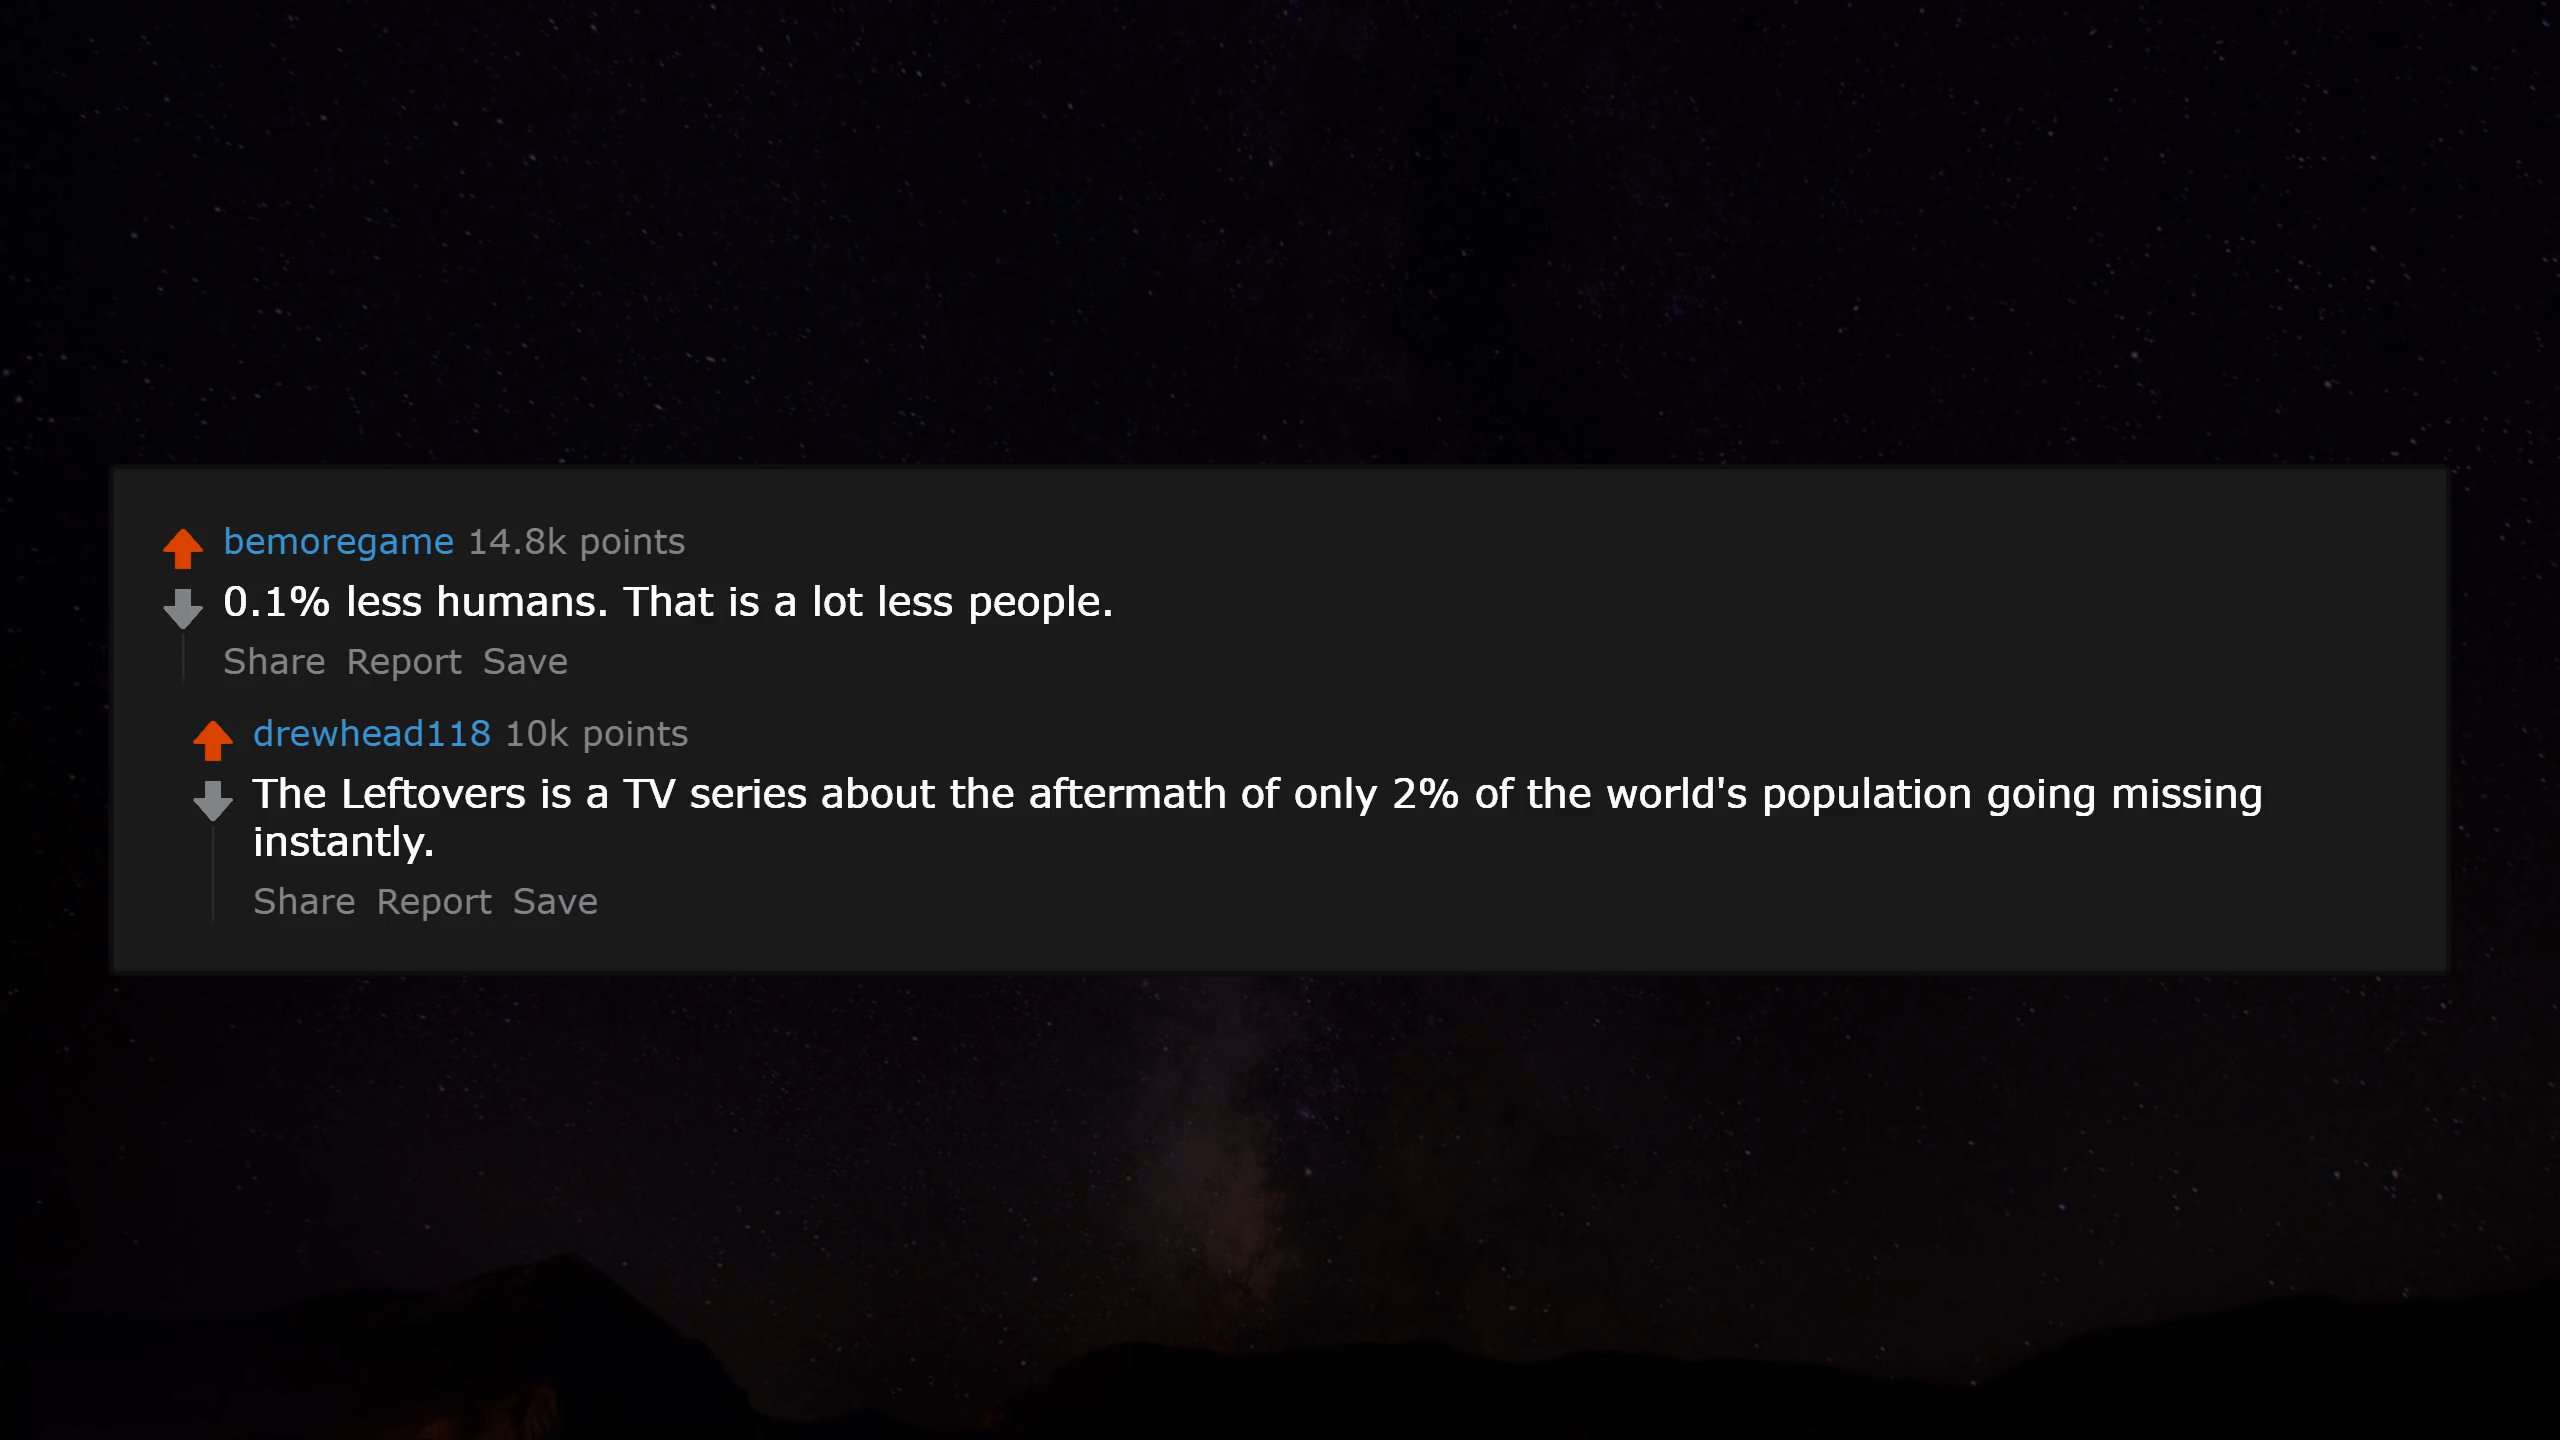 bemoregame 14.8k points
0.1% less humans. That is a lot less people.
Share Report Save
drewhead118 10k points
The Leftovers is a TV series about the aftermath of only 2% of the world's population going missing
instantly.
Share Report Save